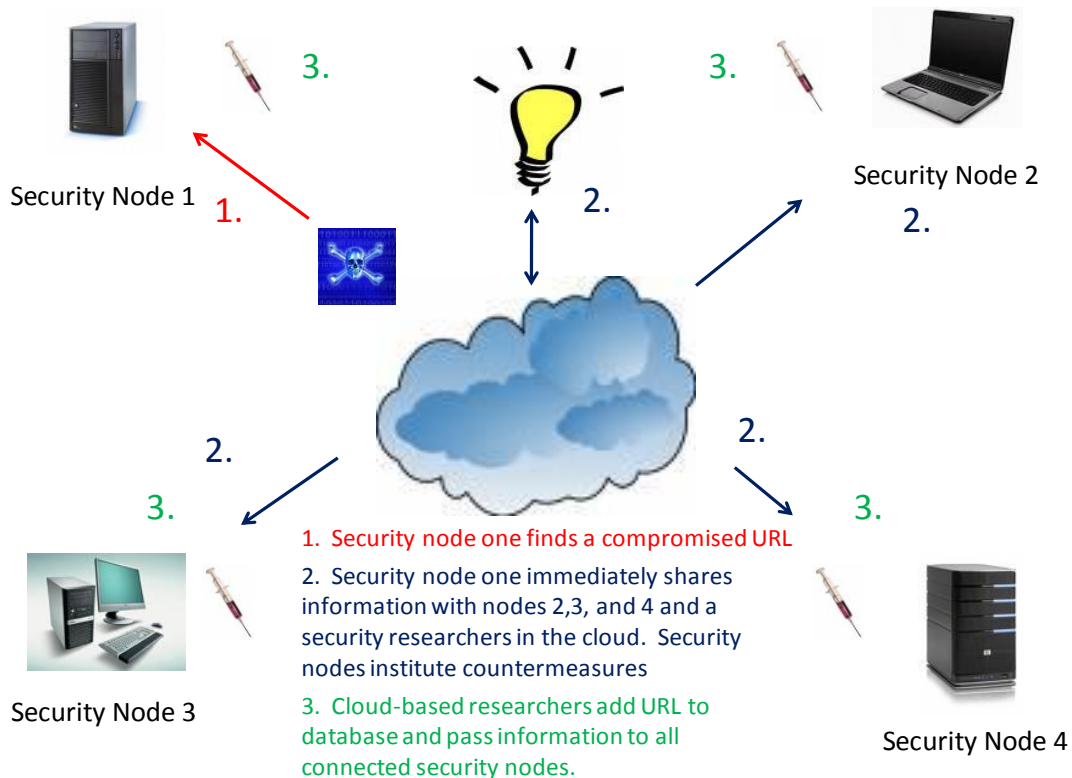 3.
3.
Security Node 1
1.
2.
Security Node 2
2.
2.
2.
3.
3.
1. Security node one finds a compromised URL
2. Security node one immediately shares
information with nodes 2,3, and 4 and a
security researchers in the cloud. Security
nodes institute countermeasures
3. Cloud-based researchers add URL to
database and pass information to all
connected security nodes.
Security Node 3
Security Node 4